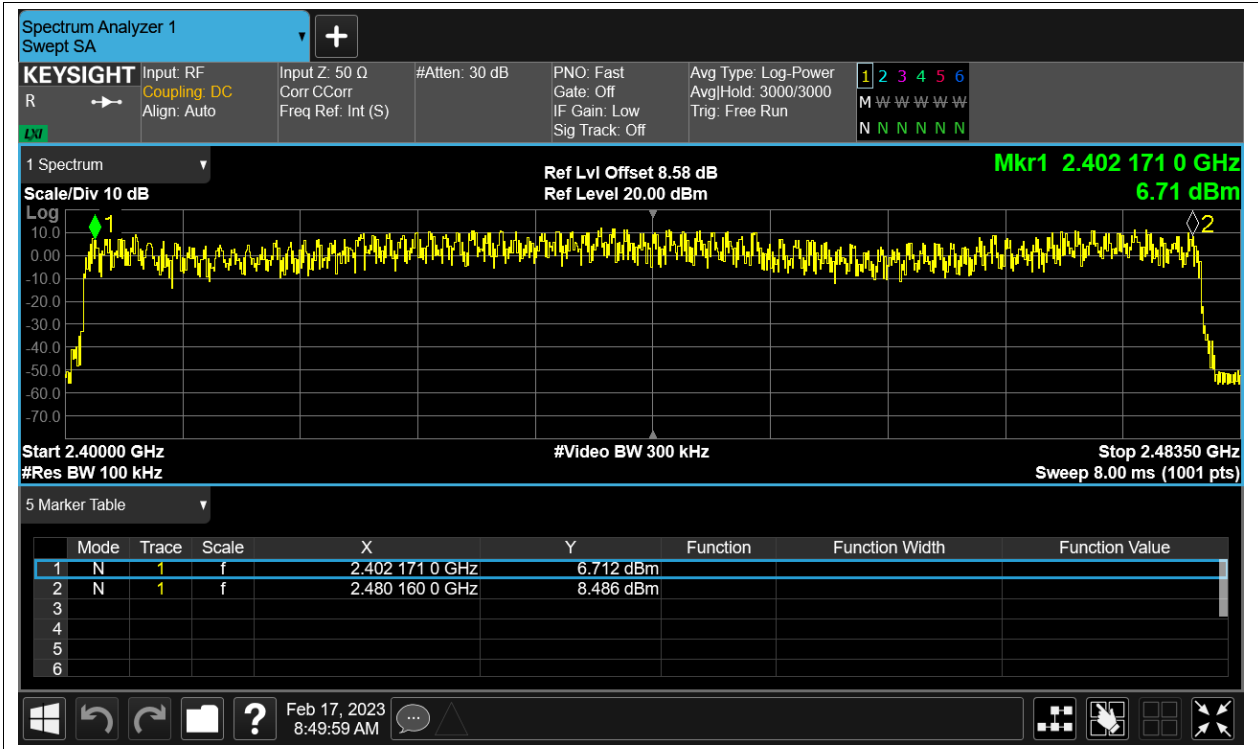 Spectrum Analyzer 1
Swept SA
KEYSIGHT
R
LXI
Input: RF
Coupling: DC
Align: Auto
Input Z: 50 Ω
Corr CCorr
Freq Ref: Int (S)
#Atten: 30 dB
PNO: Fast
Gate: Off
IF Gain: Low
Sig Track: Off
Avg Type: Log-Power
Avg|Hold: 3000/3000
Trig: Free Run
1 2 3 4 5 6
M W W W W W
N N N N N N
1 Spectrum
Scale/Div 10 dB
Ref Lvl Offset 8.58 dB
Ref Level 20.00 dBm
Mkr1 2.402 171 0 GHz
6.71 dBm
Log
1
2
10.0
0.00
-10.0
-20.0
-30.0
-40.0
-50.0
-60.0
-70.0
Start 2.40000 GHz
#Res BW 100 kHz
#Video BW 300 kHz
Stop 2.48350 GHz
Sweep 8.00 ms (1001 pts)
5 Marker Table
Mode Trace Scale X Y Function Function Width Function Value
1 N 1 f 2.402 171 0 GHz 6.712 dBm
2 N 1 f 2.480 160 0 GHz 8.486 dBm
3
4
5
6
?
Feb 17, 2023
8:49:59 AM